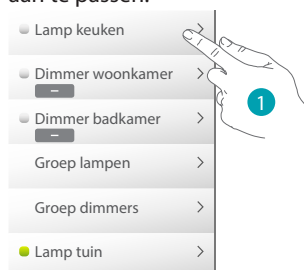 aan te passen.
Lamp keuken
Dimmer woonkamer
–
Dimmer badkamer
–
Groep lampen
Groep dimmers
Lamp tuin
1